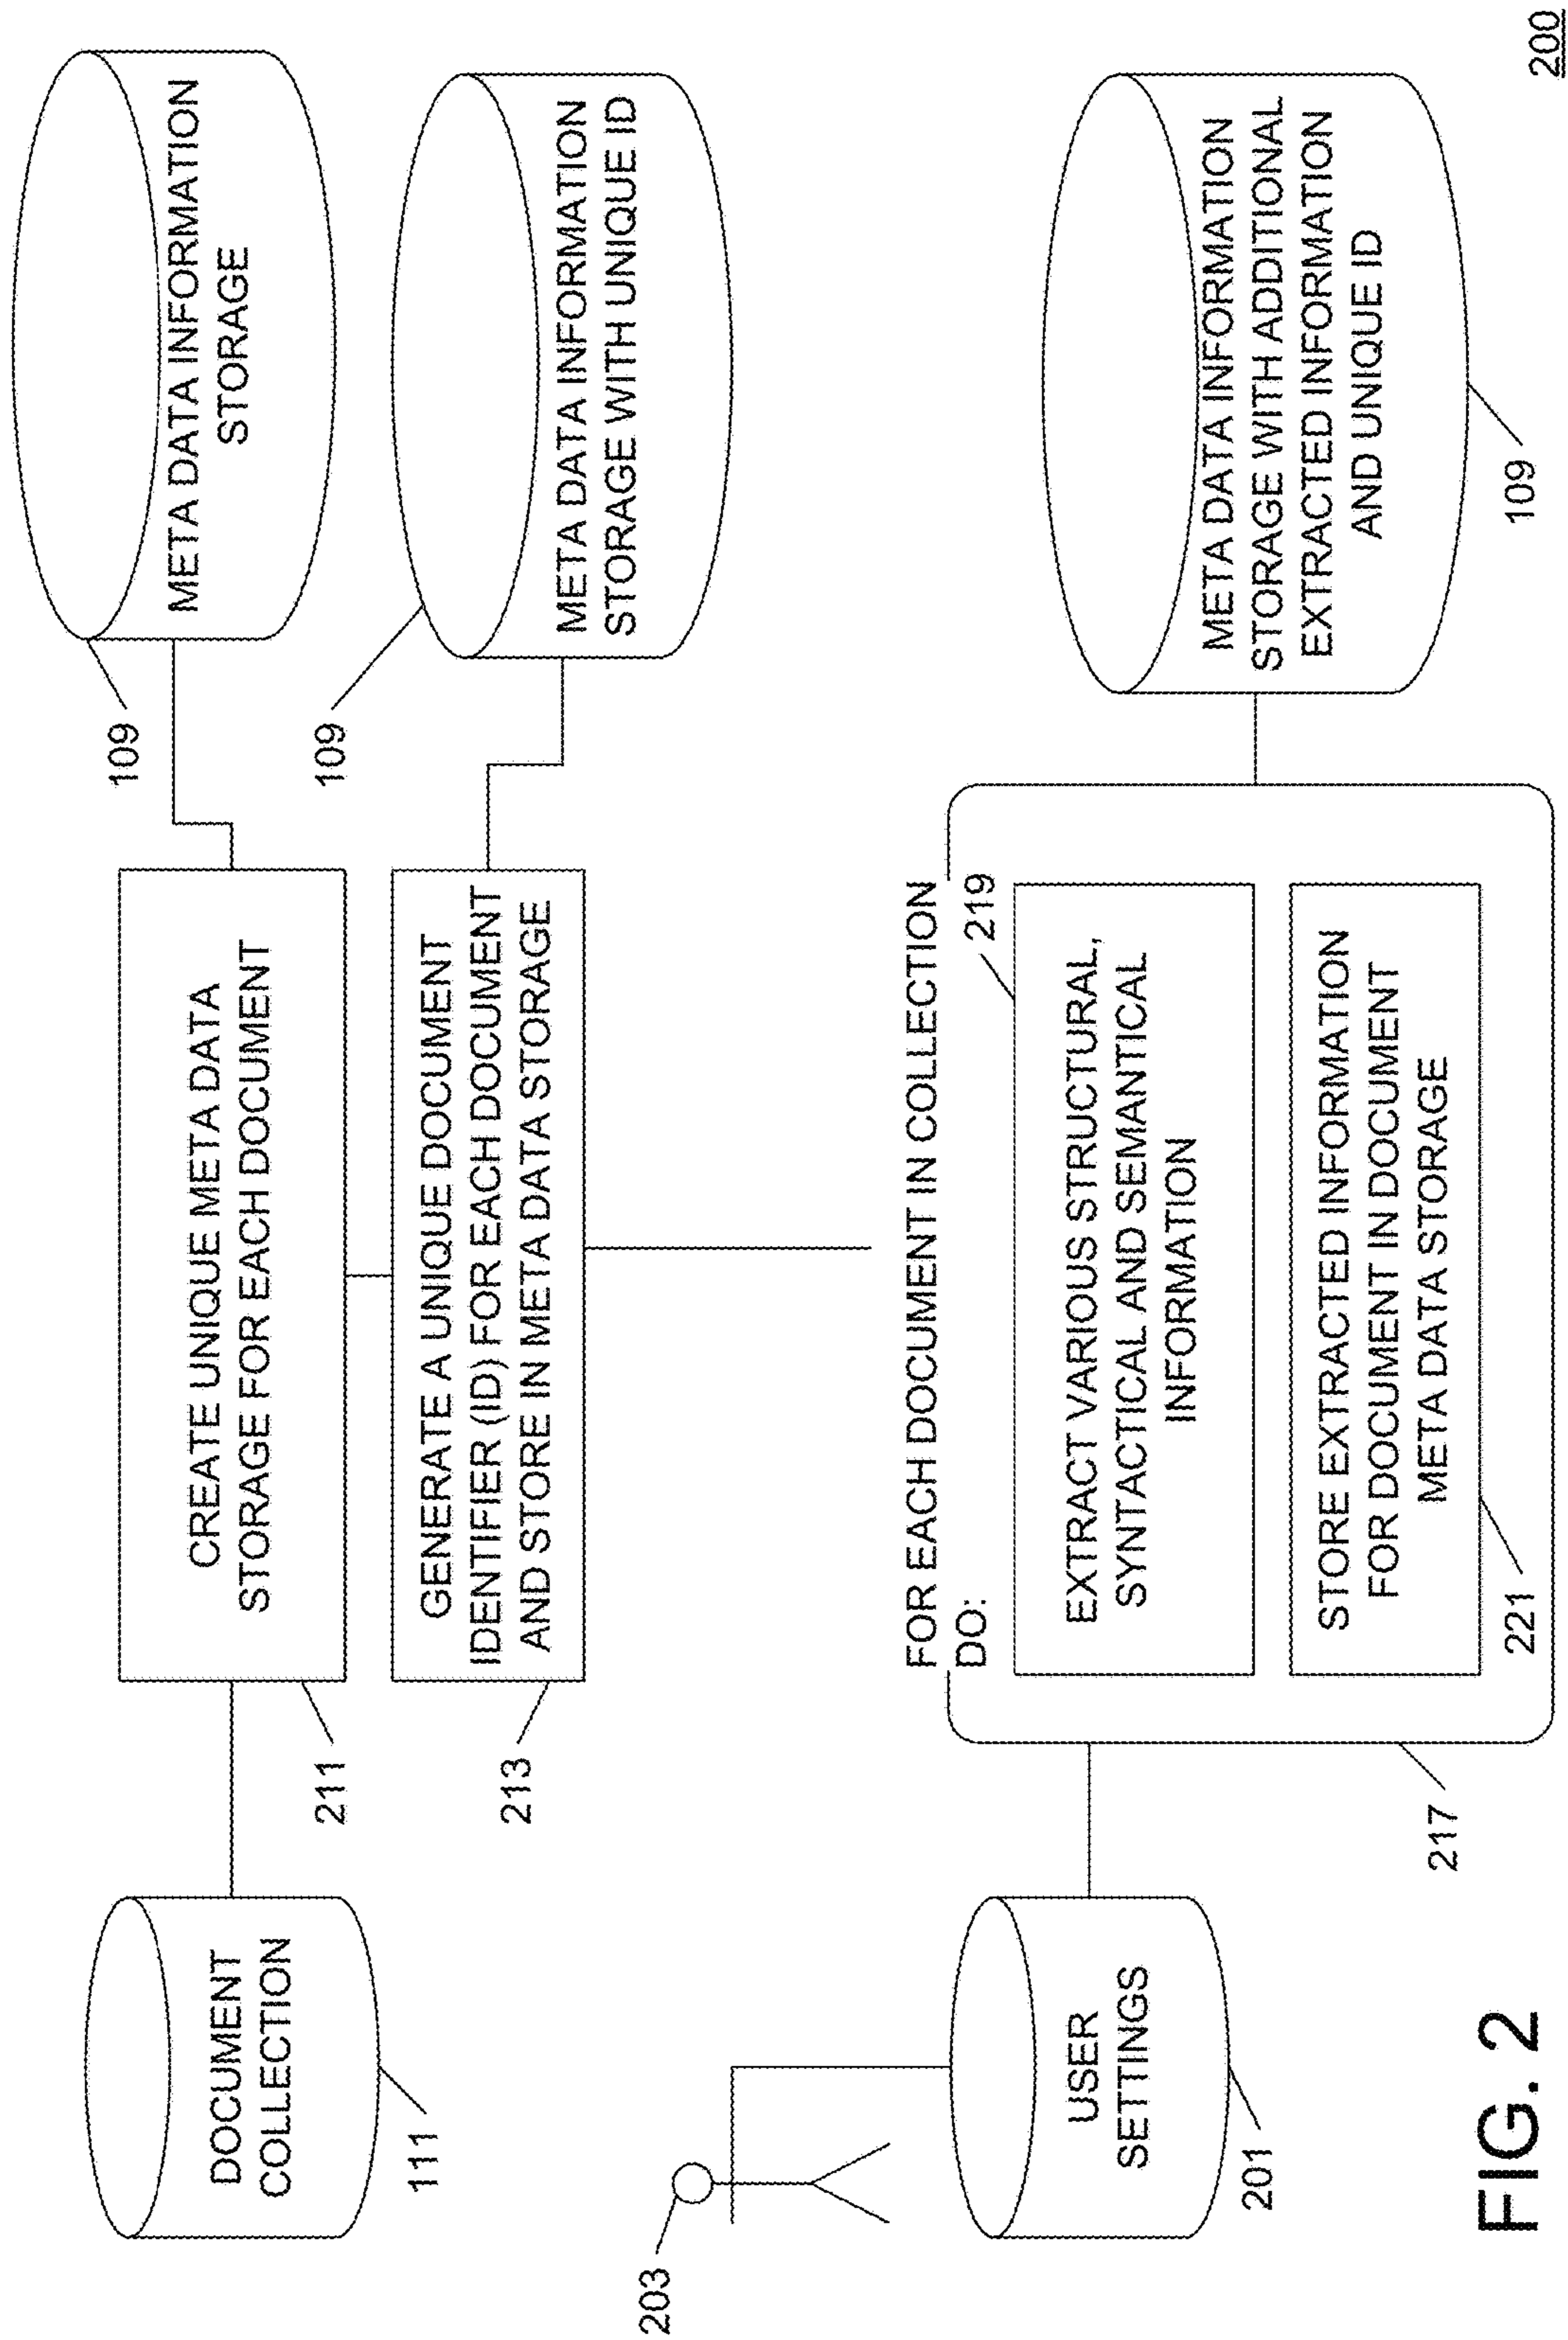 DOCUMENT
COLLECTION
111
CREATE UNIQUE META DATA
STORAGE FOR EACH DOCUMENT
211
META DATA INFORMATION
STORAGE
109
GENERATE A UNIQUE DOCUMENT
IDENTIFIER (ID) FOR EACH DOCUMENT
AND STORE IN META DATA STORAGE
213
META DATA INFORMATION
STORAGE WITH UNIQUE ID
109
203
USER
SETTINGS
201
FOR EACH DOCUMENT IN COLLECTION
DO:
219
EXTRACT VARIOUS STRUCTURAL,
SYNTACTICAL AND SEMANTICAL
INFORMATION
STORE EXTRACTED INFORMATION
FOR DOCUMENT IN DOCUMENT
META DATA STORAGE
221
217
META DATA INFORMATION
STORAGE WITH ADDITIONAL
EXTRACTED INFORMATION
AND UNIQUE ID
109
FIG. 2
200